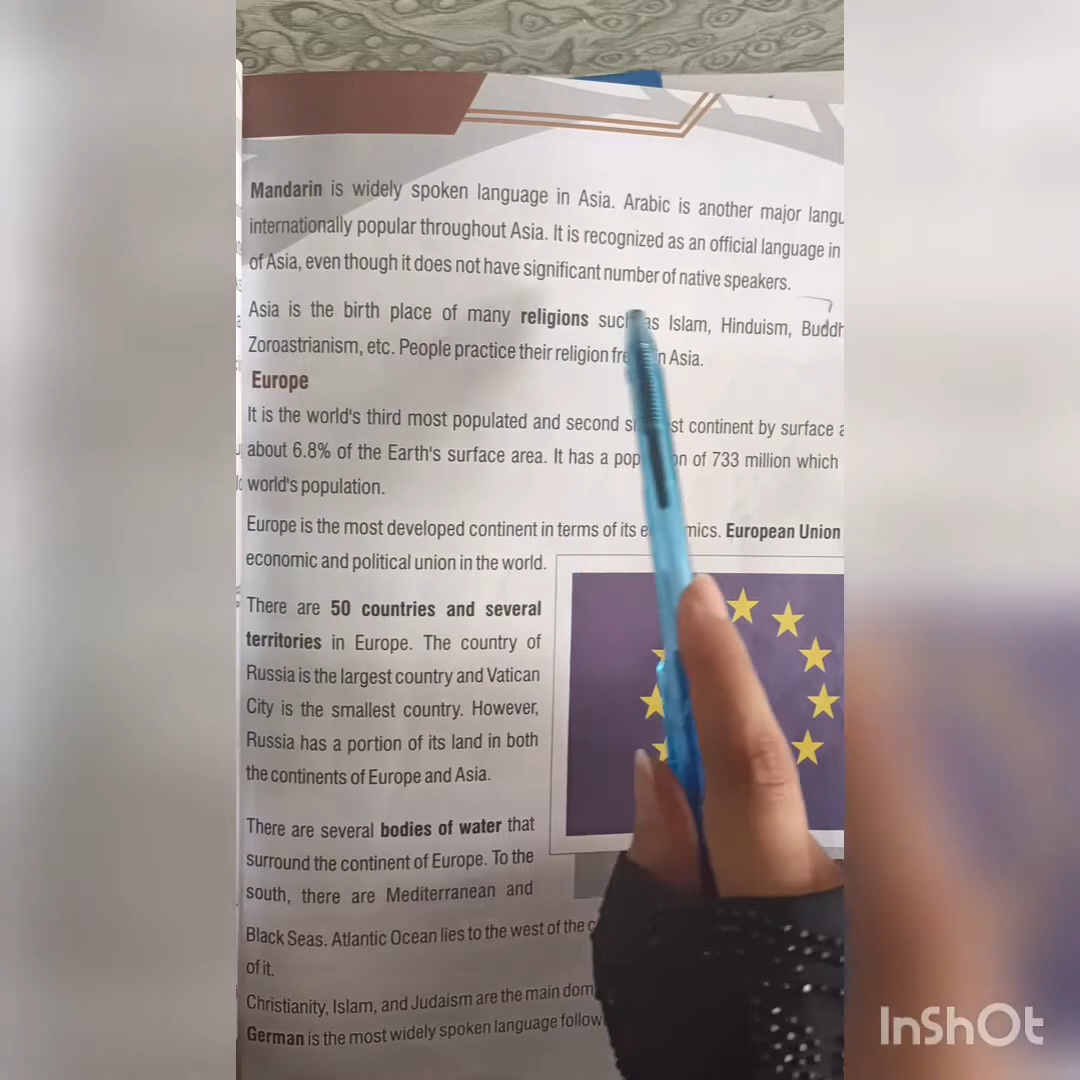 Mandarin is widely spoken language in Asia. Arabic is another major
internationally popular throughout Asia. It is recognized as an official language in
of Asia, even though it does not have significant number of native speakers.
Asia is the birth place of many religions such as Islam, Hinduism,
Zoroastrianism, etc. People practice their religion in Asia.
Europe
It is the world's third most populated and second continent by surface
about 6.8% of the Earth's surface area. It has a of 733 million which
world's population.
Europe is the most developed continent in terms of its European Union
economic and political union in the world.
There are 50 countries and several
territories in Europe. The country of
Russia is the largest country and Vatican
City is the smallest country. However,
Russia has a portion of its land in both
the continents of Europe and Asia.
There are several bodies of water that
surround the continent of Europe. To the
south, there are Mediterranean and
Black Seas. Atlantic Ocean lies to the west of the
of it.
Christianity, Islam, and Judaism are the main
German is the most widely spoken language
InShOt